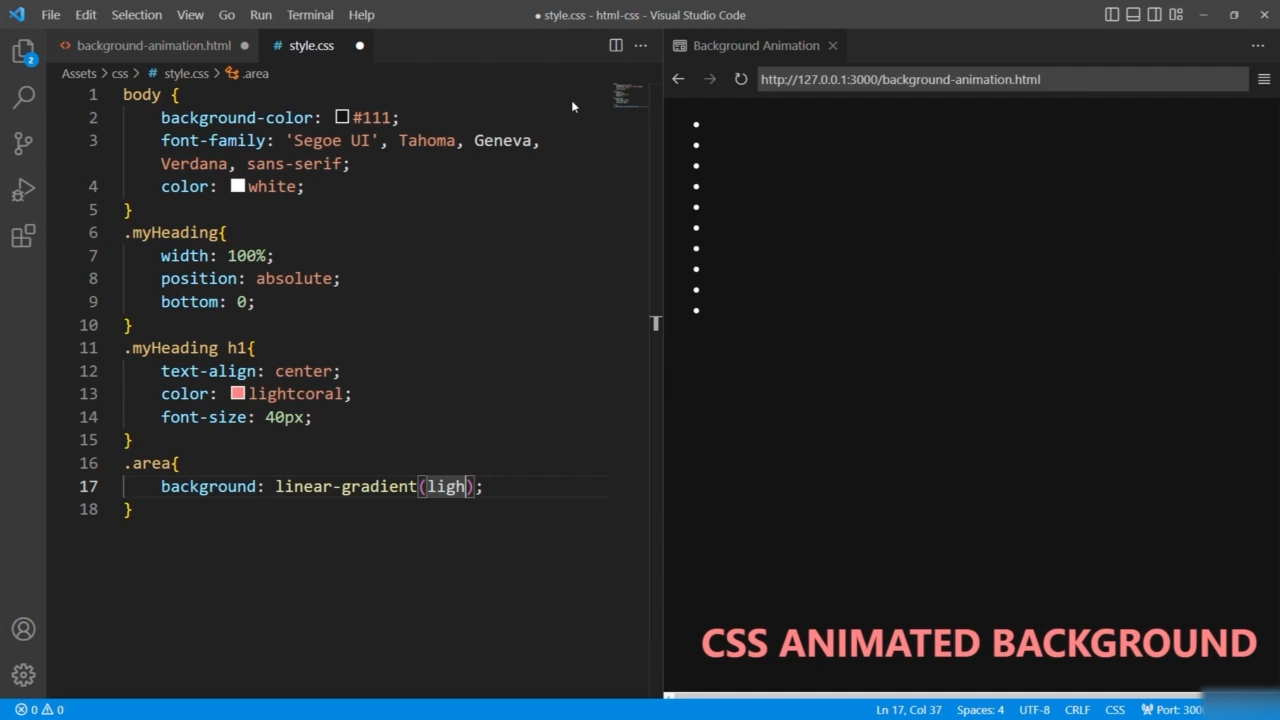 File Edit Selection View Go Run Terminal Help
● style.css - html-css - Visual Studio Code
background-animation.html
# style.css
Background Animation
Assets > css > # style.css > .area
http://127.0.0.1:3000/background-animation.html
2
1 body {
2 background-color: #111;
3 font-family: 'Segoe UI', Tahoma, Geneva,
Verdana, sans-serif;
4 color: white;
5 }
6 .myHeading{
7 width: 100%;
8 position: absolute;
9 bottom: 0;
10 }
11 .myHeading h1{
12 text-align: center;
13 color: lightcoral;
14 font-size: 40px;
15 }
16 .area{
17 background: linear-gradient(ligh);
18 }
CSS ANIMATED BACKGROUND
0 0
Ln 17, Col 37 Spaces: 4 UTF-8 CRLF CSS Port: